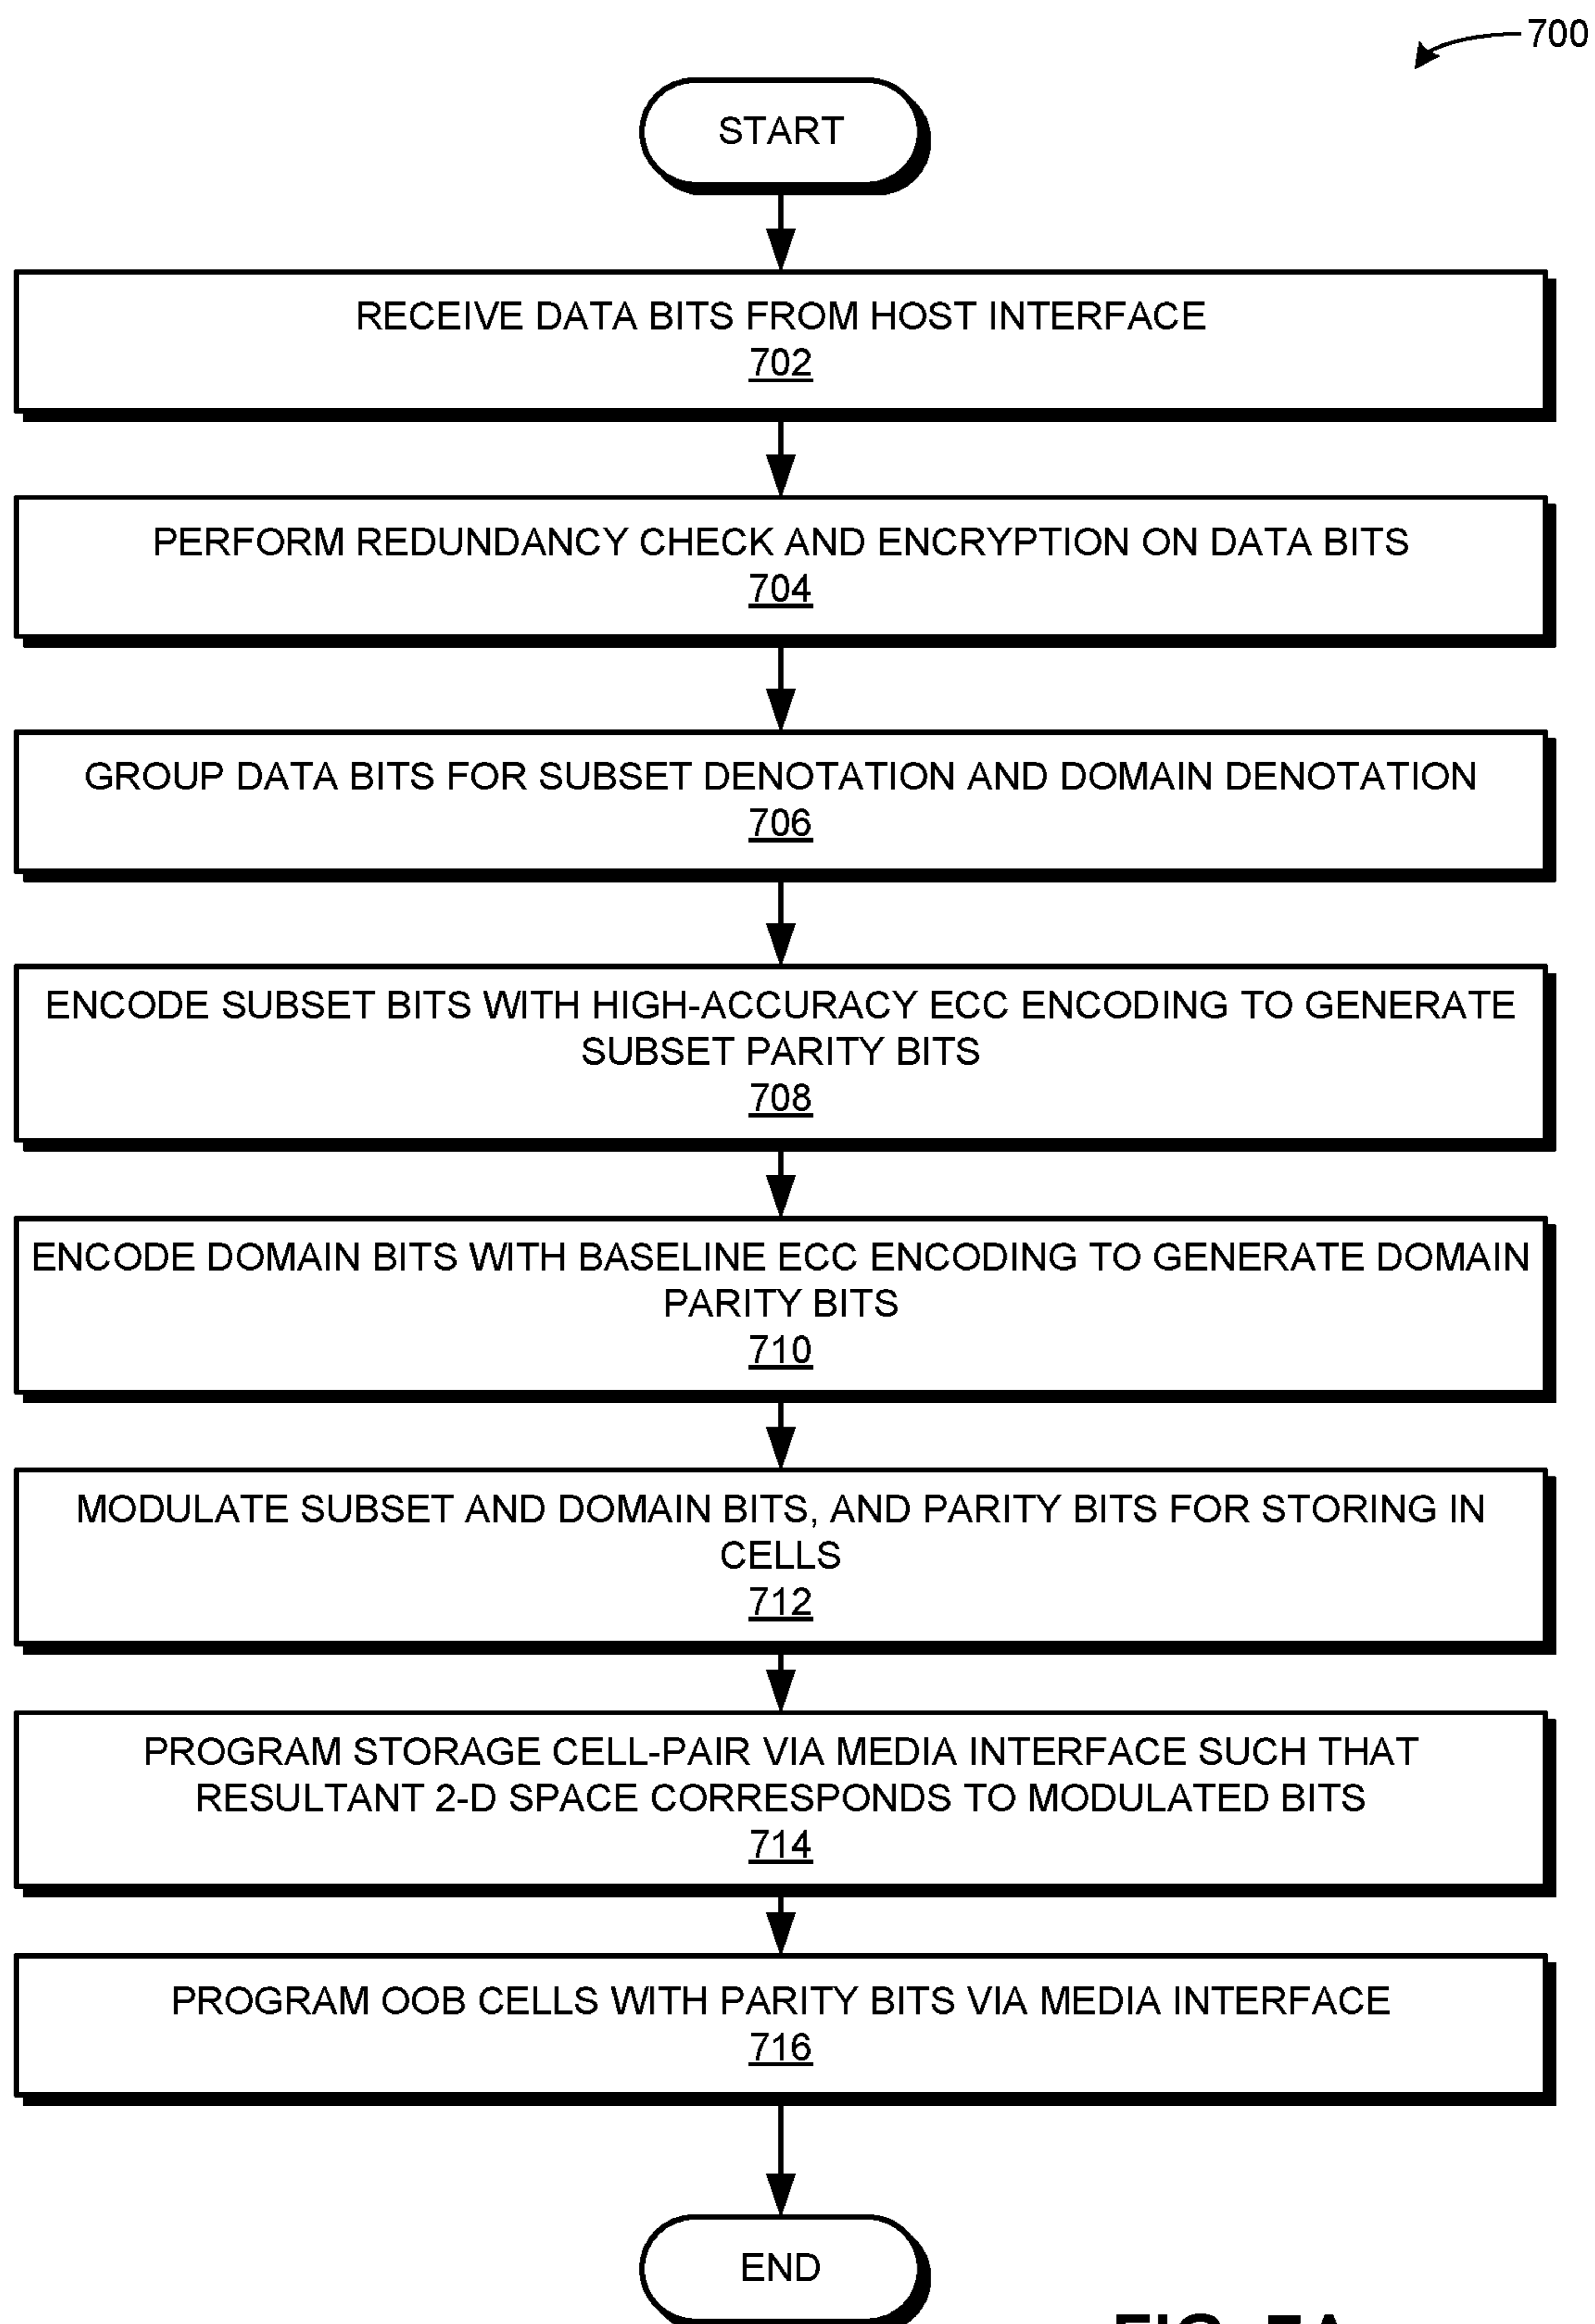 700
START
RECEIVE DATA BITS FROM HOST INTERFACE
702
PERFORM REDUNDANCY CHECK AND ENCRYPTION ON DATA BITS
704
GROUP DATA BITS FOR SUBSET DENOTATION AND DOMAIN DENOTATION
706
ENCODE SUBSET BITS WITH HIGH-ACCURACY ECC ENCODING TO GENERATE
SUBSET PARITY BITS
708
ENCODE DOMAIN BITS WITH BASELINE ECC ENCODING TO GENERATE DOMAIN
PARITY BITS
710
MODULATE SUBSET AND DOMAIN BITS, AND PARITY BITS FOR STORING IN
CELLS
712
PROGRAM STORAGE CELL-PAIR VIA MEDIA INTERFACE SUCH THAT
RESULTANT 2-D SPACE CORRESPONDS TO MODULATED BITS
714
PROGRAM OOB CELLS WITH PARITY BITS VIA MEDIA INTERFACE
716
END